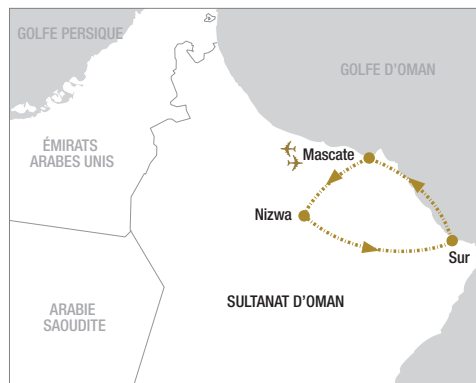 GOLFE PERSIQUE
GOLFE D'OMAN
ÉMIRATS
ARABES UNIS
Mascate
Nizwa
Sur
SULTANAT D'OMAN
ARABIE
SAOUDITE